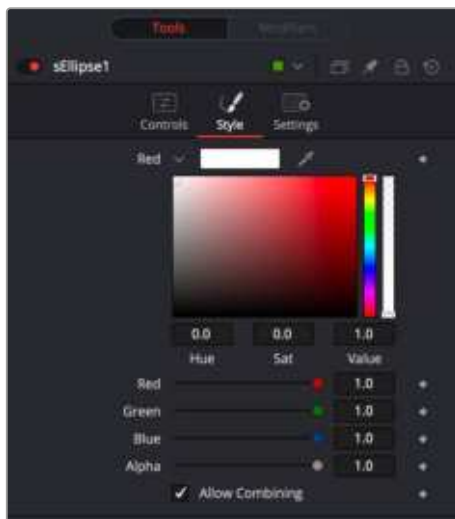 Tools Modifiers
sEllipse1
Controls Style Settings
Red
0.0 0.0 1.0
Hue Sat Value
Red 1.0
Green 1.0
Blue 1.0
Alpha 1.0
Allow Combining